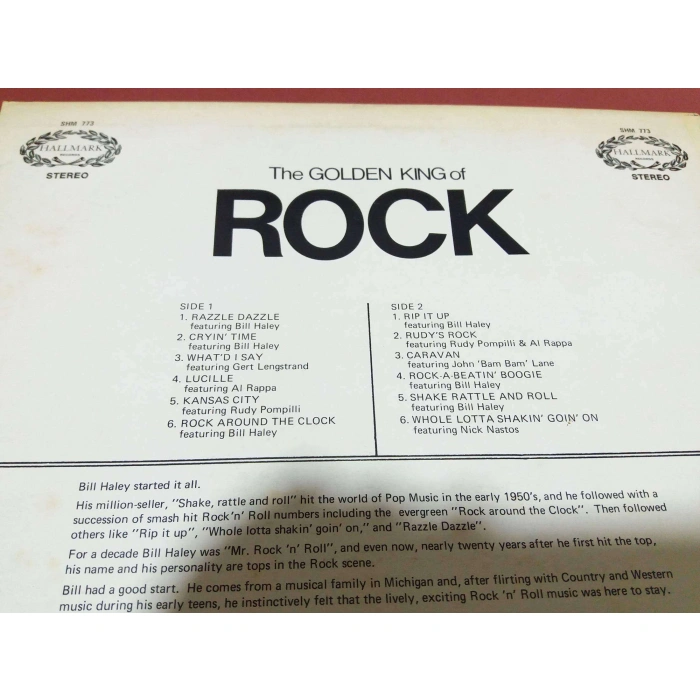 SHM 773
HALLMARK
RECORDS
STEREO
SHM 773
HALLMARK
RECORDS
STEREO
The GOLDEN KING of
ROCK
SIDE 1
1. RAZZLE DAZZLE
featuring Bill Haley
2. CRYIN' TIME
featuring Bill Haley
3. WHAT'D I SAY
featuring Gert Lengstrand
4. LUCILLE
featuring Al Rappa
5. KANSAS CITY
featuring Rudy Pompilli
6. ROCK AROUND THE CLOCK
featuring Bill Haley
SIDE 2
1. RIP IT UP
featuring Bill Haley
2. RUDY'S ROCK
featuring Rudy Pompilli & Al Rappa
3. CARAVAN
featuring John 'Bam Bam' Lane
4. ROCK-A-BEATIN' BOOGIE
featuring Bill Haley
5. SHAKE RATTLE AND ROLL
featuring Bill Haley
6. WHOLE LOTTA SHAKIN' GOIN' ON
featuring Nick Nastos
Bill Haley started it all.
His million-seller, "Shake, rattle and roll" hit the world of Pop Music in the early 1950's, and he followed with a
succession of smash hit Rock 'n' Roll numbers including the evergreen "Rock around the Clock". Then followed
others like "Rip it up", "Whole lotta shakin' goin' on," and "Razzle Dazzle".
For a decade Bill Haley was "Mr. Rock 'n' Roll", and even now, nearly twenty years after he first hit the top,
his name and his personality are tops in the Rock scene.
Bill had a good start. He comes from a musical family in Michigan and, after flirting with Country and Western
music during his early teens, he instinctively felt that the lively, exciting Rock 'n' Roll music was here to stay.